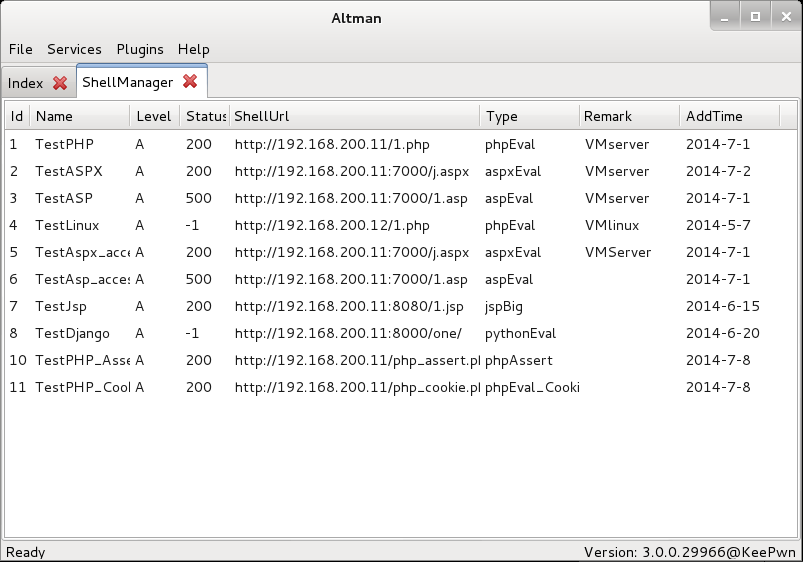 Altman
File Services Plugins Help
Index ShellManager
Id Name Level Status ShellUrl Type Remark AddTime
1 TestPHP A 200 http://192.168.200.11/1.php phpEval VMserver 2014-7-1
2 TestASPX A 200 http://192.168.200.11:7000/j.aspx aspxEval VMserver 2014-7-2
3 TestASP A 500 http://192.168.200.11:7000/1.asp aspEval VMserver 2014-7-1
4 TestLinux A -1 http://192.168.200.12/1.php phpEval VMlinux 2014-5-7
5 TestAspx_acce A 200 http://192.168.200.11:7000/j.aspx aspxEval VMServer 2014-7-1
6 TestAsp_acces A 500 http://192.168.200.11:7000/1.asp aspEval 2014-7-1
7 TestJsp A 200 http://192.168.200.11:8080/1.jsp jspBig 2014-6-15
8 TestDjango A -1 http://192.168.200.11:8000/one/ pythonEval 2014-6-20
10 TestPHP_Asse A 200 http://192.168.200.11/php_assert.pl phpAssert 2014-7-8
11 TestPHP_Cool A 200 http://192.168.200.11/php_cookie.pl phpEval_Cooki 2014-7-8
Ready Version: 3.0.0.29966@KeePwn